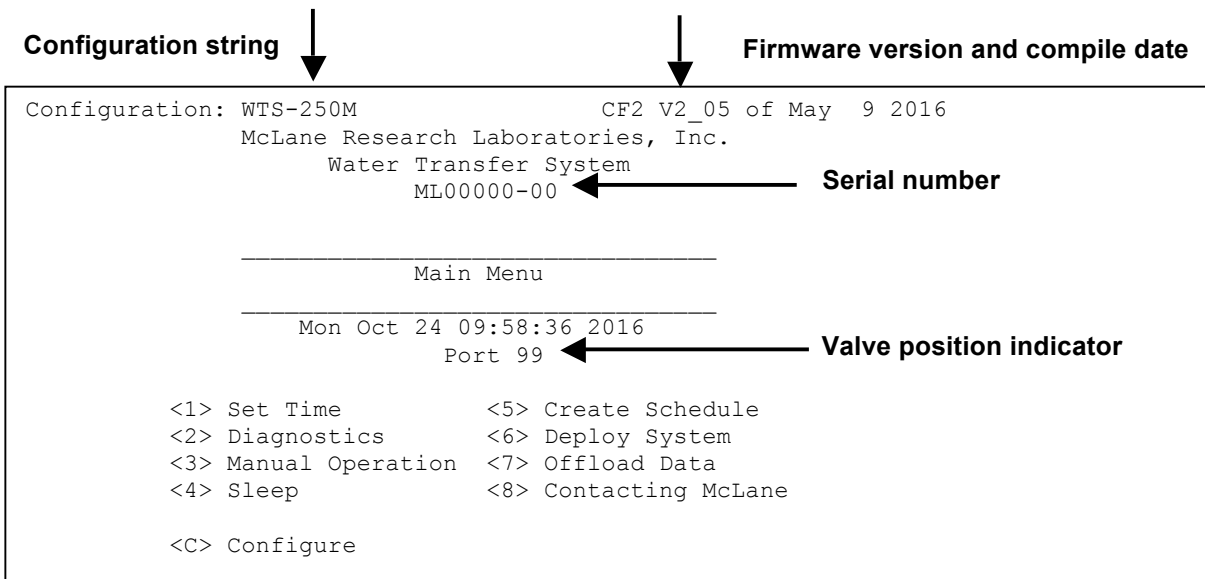 Configuration string
Firmware version and compile date
Configuration: WTS-250M CF2 V2_05 of May 9 2016
McLane Research Laboratories, Inc.
Water Transfer System
ML00000-00
Serial number
Main Menu
Mon Oct 24 09:58:36 2016
Port 99
Valve position indicator
<1> Set Time <5> Create Schedule
<2> Diagnostics <6> Deploy System
<3> Manual Operation <7> Offload Data
<4> Sleep <8> Contacting McLane
<C> Configure